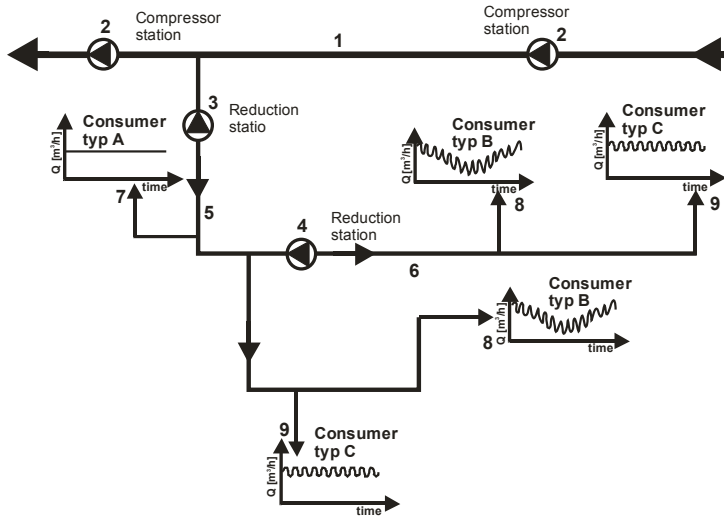 2
Compressor
station
1
Compressor
station
2
3
Reduction
statio
Consumer
typ A
Q [m³/h]
time
7
5
Consumer
typ B
Q [m³/h]
time
8
Consumer
typ C
Q [m³/h]
time
9
4
Reduction
station
6
Consumer
typ B
Q [m³/h]
time
8
9
Consumer
typ C
Q [m³/h]
time